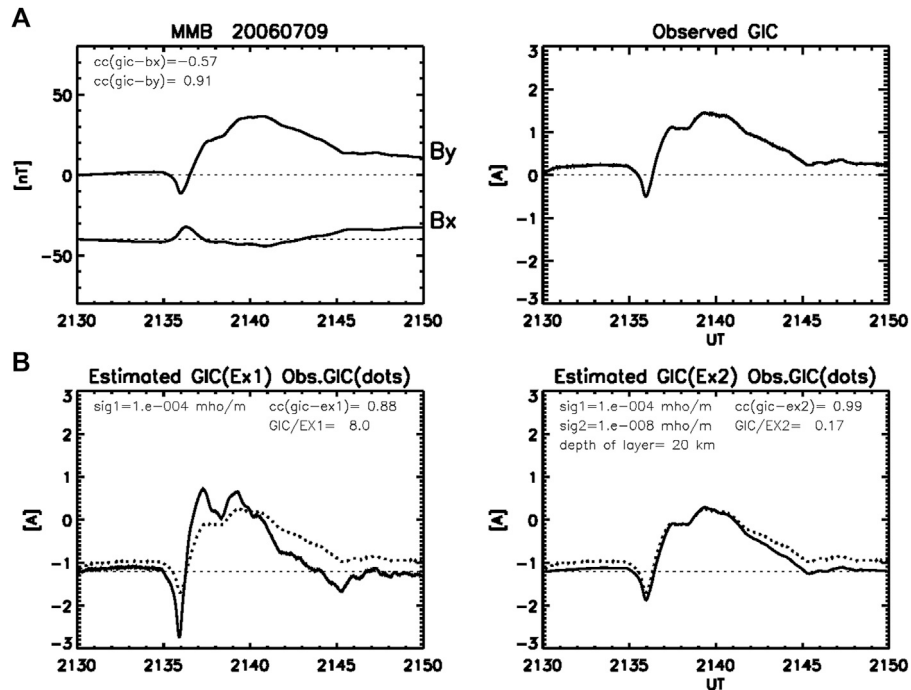 A
MMB 20060709
cc(gic-bx)=-0.57
cc(gic-by)= 0.91
[nT]
50
0
-50
By
Bx
2130 2135 2140 2145 2150
Observed GIC
[A]
3
2
1
0
-1
-2
-3
2130 2135 2140 2145 2150
UT
B
Estimated GIC(Ex1) Obs.GIC(dots)
sig1=1.e-004 mho/m cc(gic-ex1)= 0.88
GIC/EX1= 8.0
[A]
3
2
1
0
-1
-2
-3
2130 2135 2140 2145 2150
Estimated GIC(Ex2) Obs.GIC(dots)
sig1=1.e-004 mho/m cc(gic-ex2)= 0.99
sig2=1.e-008 mho/m GIC/EX2= 0.17
depth of layer= 20 km
[A]
3
2
1
0
-1
-2
-3
2130 2135 2140 2145 2150
UT